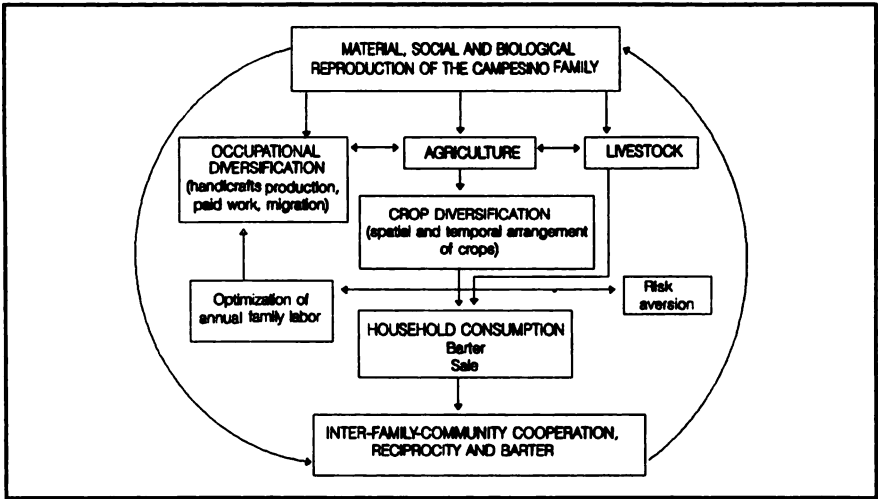 MATERIAL, SOCIAL AND BIOLOGICAL
REPRODUCTION OF THE CAMPESINO FAMILY
OCCUPATIONAL
DIVERSIFICATION
(handicrafts production,
paid work, migration)
AGRICULTURE
LIVESTOCK
CROP DIVERSIFICATION
(spatial and temporal arrangement
of crops)
Optimization of
annual family labor
Risk
aversion
HOUSEHOLD CONSUMPTION
Barter
Sale
INTER-FAMILY-COMMUNITY COOPERATION,
RECIPROCITY AND BARTER